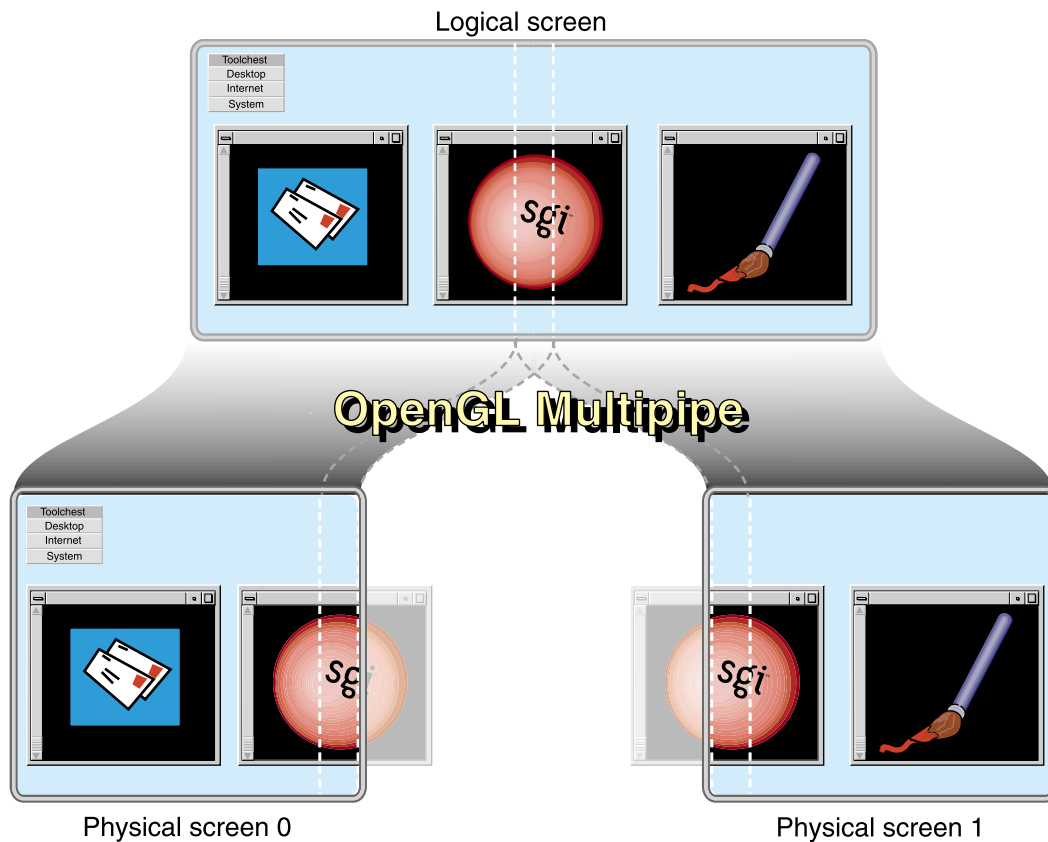 Logical screen
Toolchest
Desktop
Internet
System
sgi
OpenGL Multipipe
Toolchest
Desktop
Internet
System
sgi
sgi
Physical screen 0
Physical screen 1